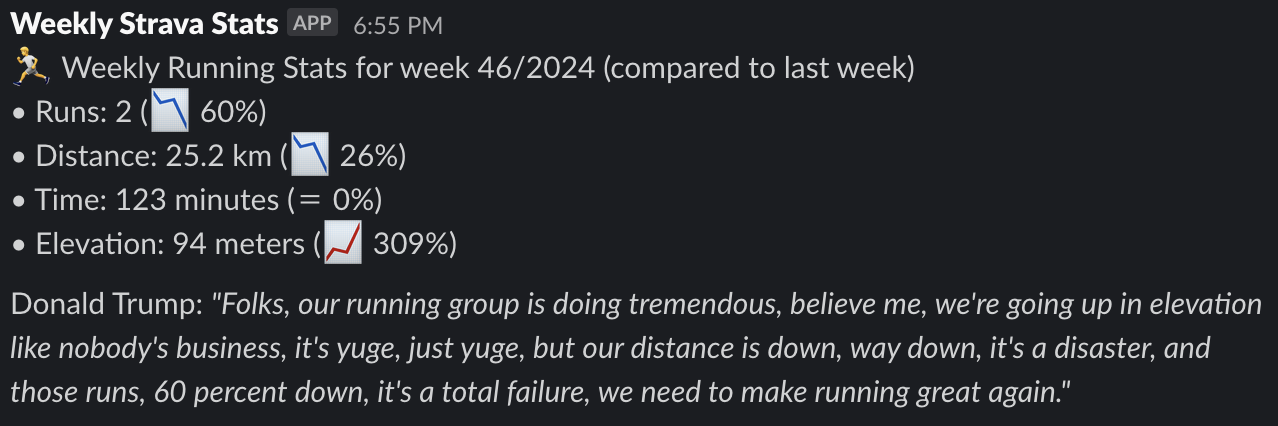 Weekly Strava Stats APP 6:55 PM
🏃 Weekly Running Stats for week 46/2024 (compared to last week)
• Runs: 2 (📉 60%)
• Distance: 25.2 km (📉 26%)
• Time: 123 minutes (= 0%)
• Elevation: 94 meters (📈 309%)
Donald Trump: "Folks, our running group is doing tremendous, believe me, we're going up in elevation
like nobody's business, it's yuge, just yuge, but our distance is down, way down, it's a disaster, and
those runs, 60 percent down, it's a total failure, we need to make running great again."